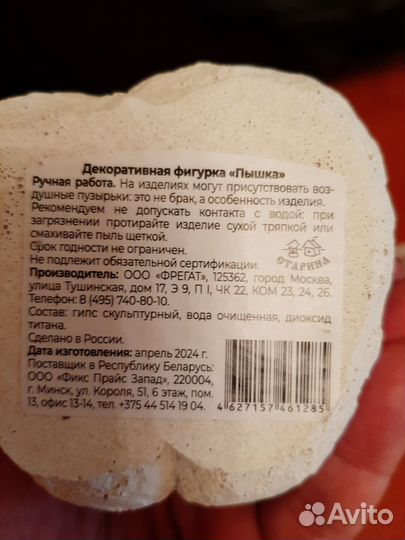 Декоративная фигурка «Пышка»
Ручная работа. На изделиях могут присутствовать воз-
душные пузырьки: это не брак, а особенность изделия.
Рекомендуем не допускать контакта с водой: при
загрязнении протирайте изделие сухой тряпкой или
смахивайте пыль щеткой.
Срок годности не ограничен.
Не подлежит обязательной сертификации.
СТАРИНА
Производитель: ООО «ФРЕГАТ», 125362, город Москва,
улица Тушинская, дом 17, Э 9, П I, ЧК 22, КОМ 23, 24, 26.
Телефон: 8 (495) 740-80-10.
Состав: гипс скульптурный, вода очищенная, диоксид
титана.
Сделано в России.
Дата изготовления: апрель 2024 г.
Поставщик в Республику Беларусь:
ООО «Фикс Прайс Запад», 220004,
г. Минск, ул. Короля, 51, 6 этаж, пом.
13, офис 13-14, тел. +375 44 514 19 04.
4 627157 461285
Avito